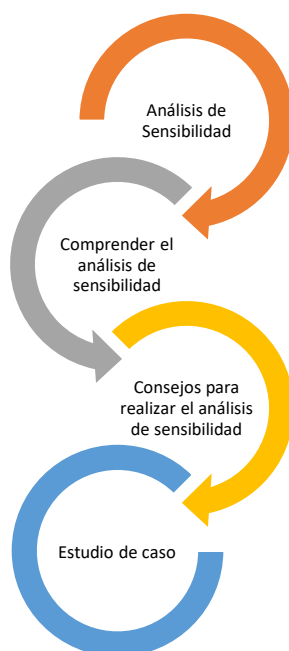 Análisis de
Sensibilidad
Comprender el
análisis de
sensibilidad
Consejos para
realizar el análisis
de sensibilidad
Estudio de caso